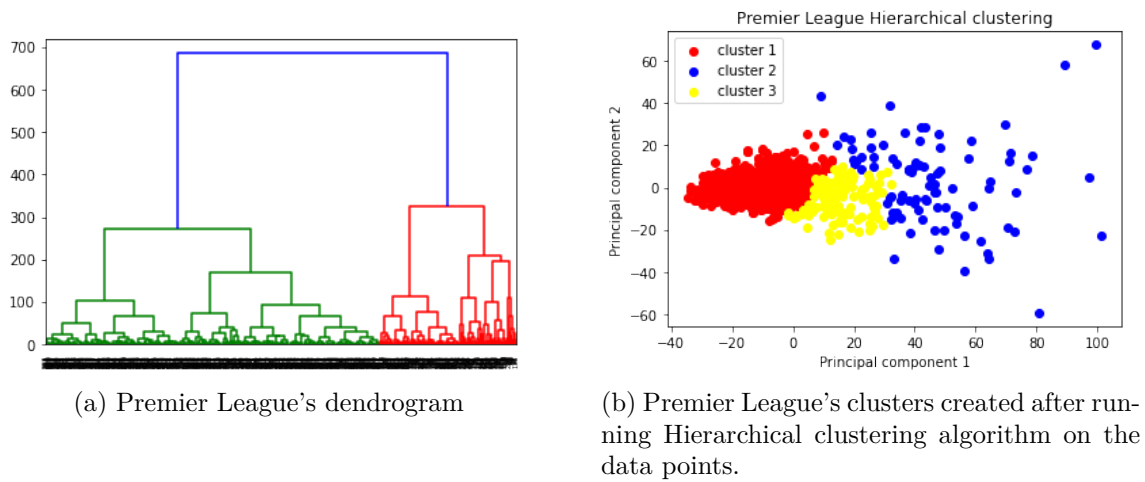 700
600
500
400
300
200
100
0
(a) Premier League's dendrogram
Premier League Hierarchical clustering
cluster 1
cluster 2
cluster 3
Principal component 2
60
40
20
0
−20
−40
−60
−40
−20
0
20
40
60
80
100
Principal component 1
(b) Premier League's clusters created after run-
ning Hierarchical clustering algorithm on the
data points.